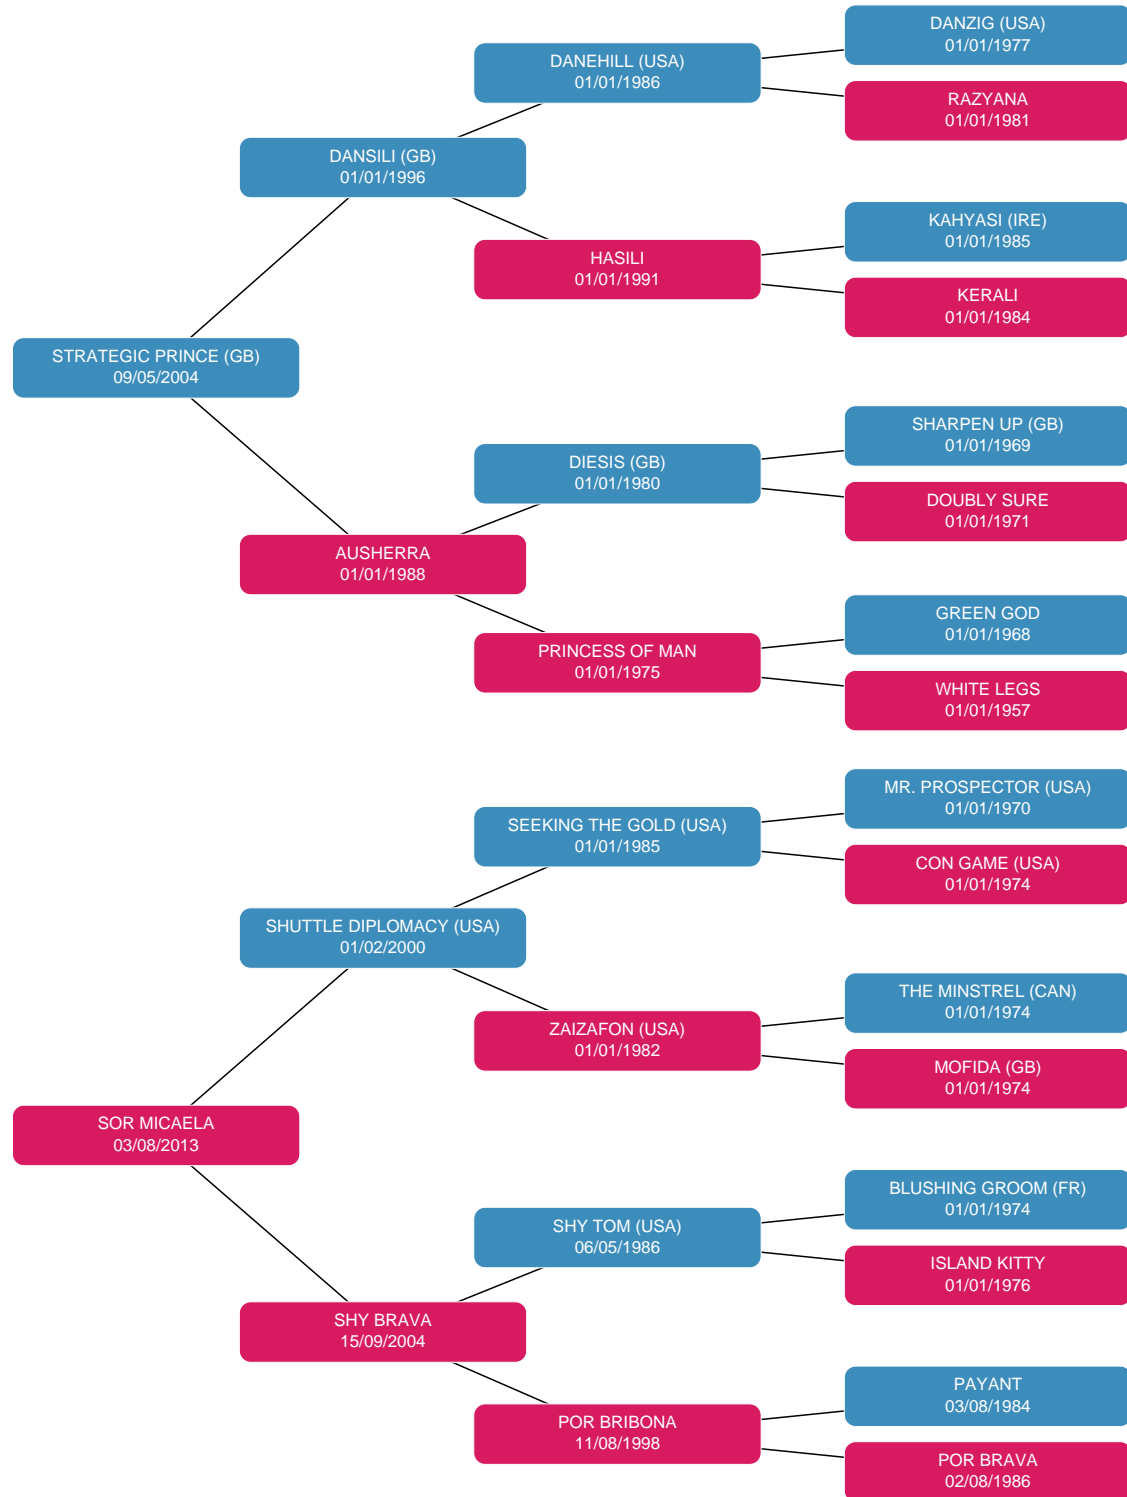 DANZIG (USA)
01/01/1977
DANEHILL (USA)
01/01/1986
RAZYANA
01/01/1981
DANSILI (GB)
01/01/1996
KAHYASI (IRE)
01/01/1985
HASILI
01/01/1991
KERALI
01/01/1984
STRATEGIC PRINCE (GB)
09/05/2004
SHARPEN UP (GB)
01/01/1969
DIESIS (GB)
01/01/1980
DOUBLY SURE
01/01/1971
AUSHERRA
01/01/1988
GREEN GOD
01/01/1968
PRINCESS OF MAN
01/01/1975
WHITE LEGS
01/01/1957
MR. PROSPECTOR (USA)
01/01/1970
SEEKING THE GOLD (USA)
01/01/1985
CON GAME (USA)
01/01/1974
SHUTTLE DIPLOMACY (USA)
01/02/2000
THE MINSTREL (CAN)
01/01/1974
ZAIZAFON (USA)
01/01/1982
MOFIDA (GB)
01/01/1974
SOR MICAELA
03/08/2013
BLUSHING GROOM (FR)
01/01/1974
SHY TOM (USA)
06/05/1986
ISLAND KITTY
01/01/1976
SHY BRAVA
15/09/2004
PAYANT
03/08/1984
POR BRIBONA
11/08/1998
POR BRAVA
02/08/1986